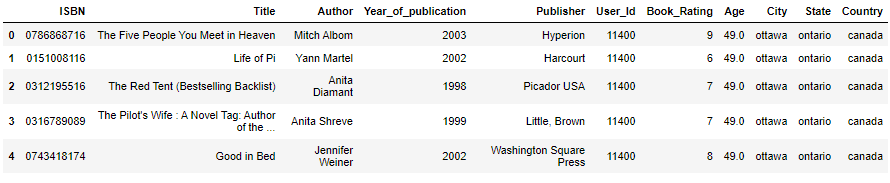 ISBN Title Author Year_of_publication Publisher User_Id Book_Rating Age City State Country
0 0786868716 The Five People You Meet in Heaven Mitch Albom 2003 Hyperion 11400 9 49.0 ottawa ontario canada
1 0151008116 Life of Pi Yann Martel 2002 Harcourt 11400 6 49.0 ottawa ontario canada
2 0312195516 The Red Tent (Bestselling Backlist) Anita
Diamant 1998 Picador USA 11400 7 49.0 ottawa ontario canada
3 0316789089 The Pilot's Wife : A Novel Tag: Author
of the ... Anita Shreve 1999 Little, Brown 11400 7 49.0 ottawa ontario canada
4 0743418174 Good in Bed Jennifer
Weiner 2002 Washington Square
Press 11400 8 49.0 ottawa ontario canada